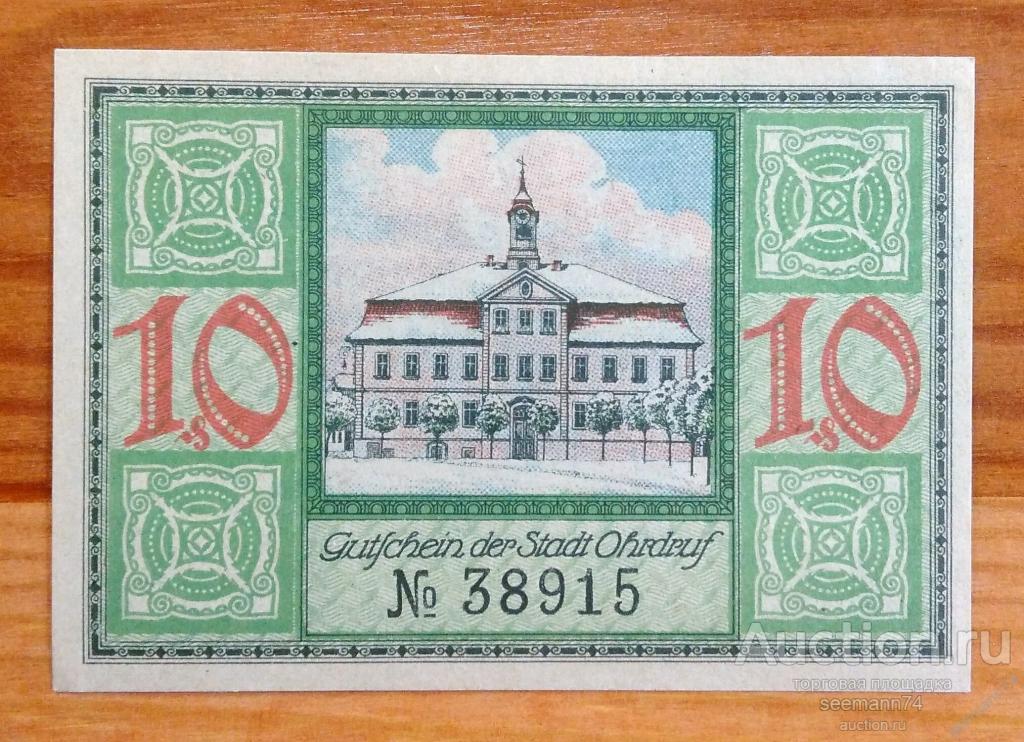 10 10
Gutschein der Stadt Ohrdruf
№ 38915
Auction.ru
торговая площадка
seemann74
auction.ru